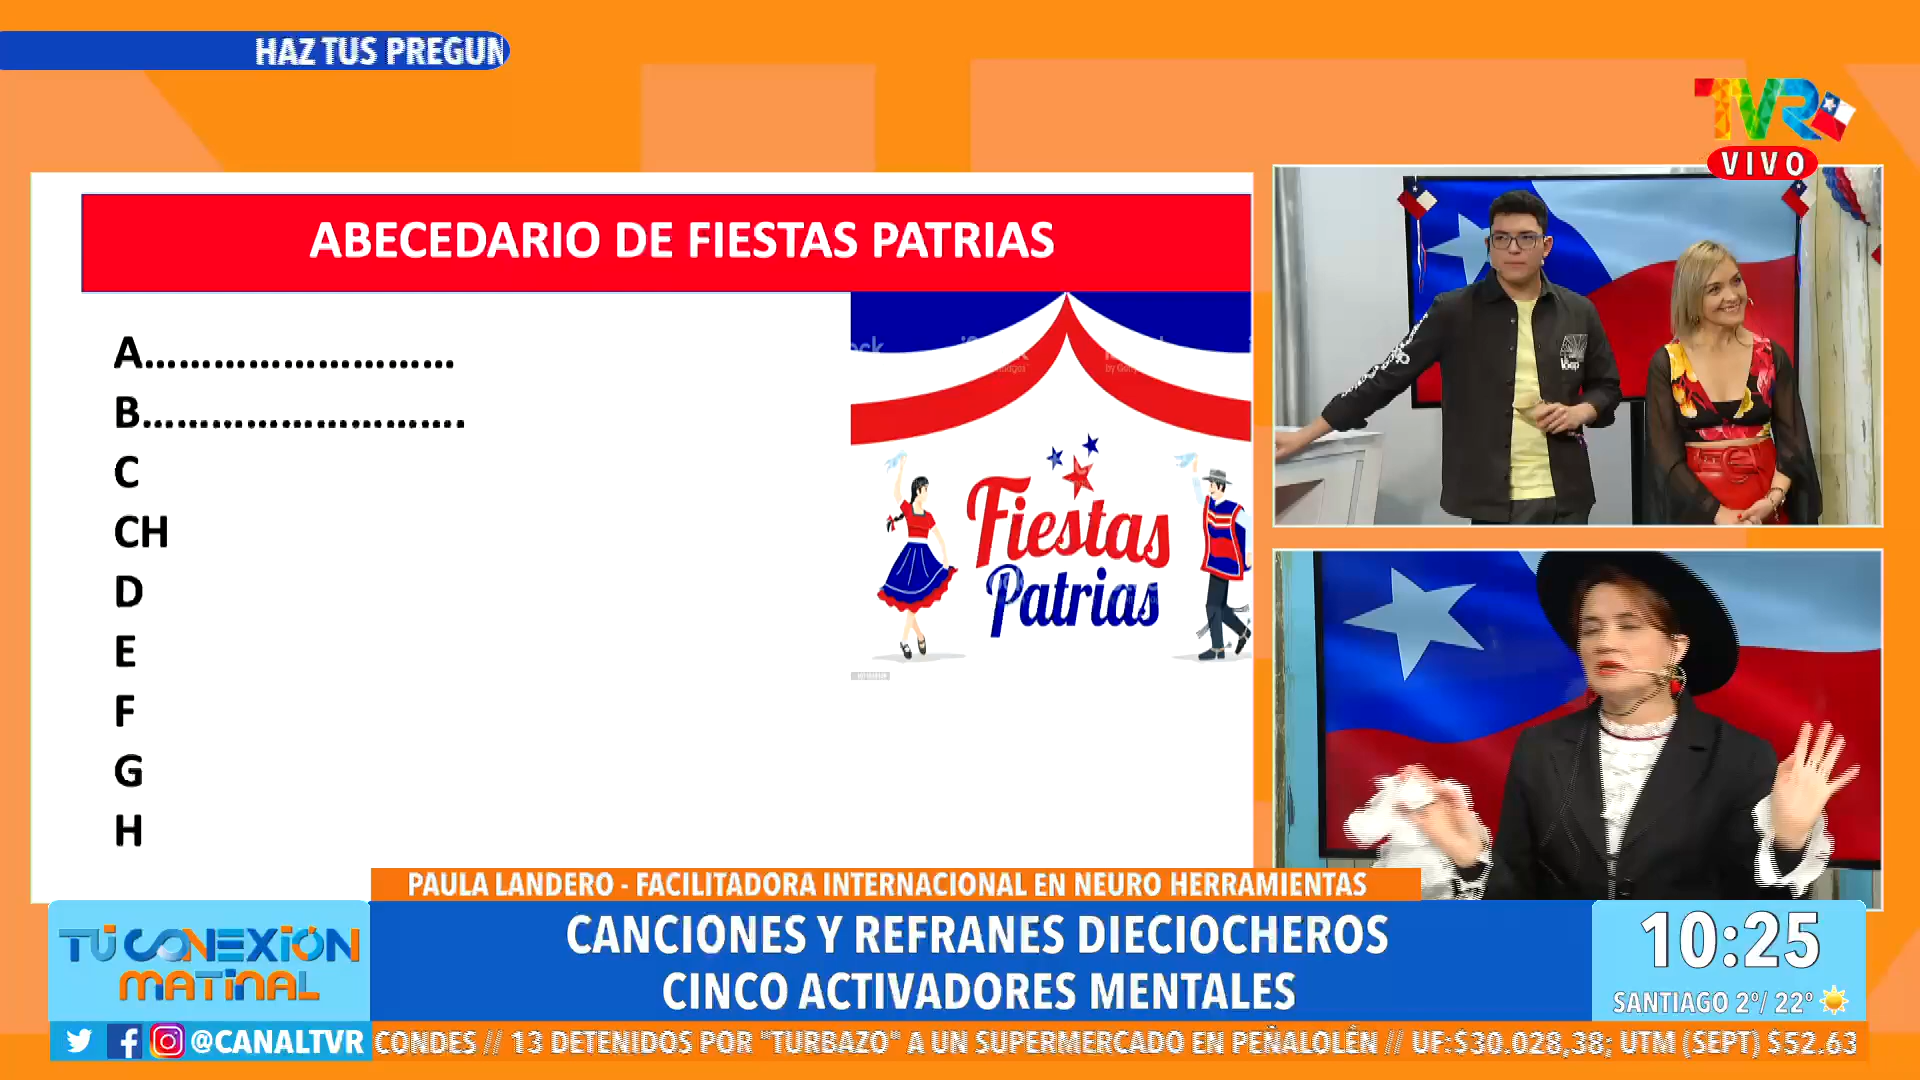 HAZ TUS PREGUN
TVR
VIVO
ABECEDARIO DE FIESTAS PATRIAS
A...........................
B............................
C
CH
D
E
F
G
H
Fiestas
Patrias
PAULA LANDERO - FACILITADORA INTERNACIONAL EN NEURO HERRAMIENTAS
CANCIONES Y REFRANES DIECIOCHEROS
CINCO ACTIVADORES MENTALES
TÚ CONEXIÓN
MATINAL
10:25
SANTIAGO 2º/ 22º
@CANALTVR
CONDES // 13 DETENIDOS POR "TURBAZO" A UN SUPERMERCADO EN PEÑALOLÉN // UF:$30.028,38; UTM (SEPT) $52.63